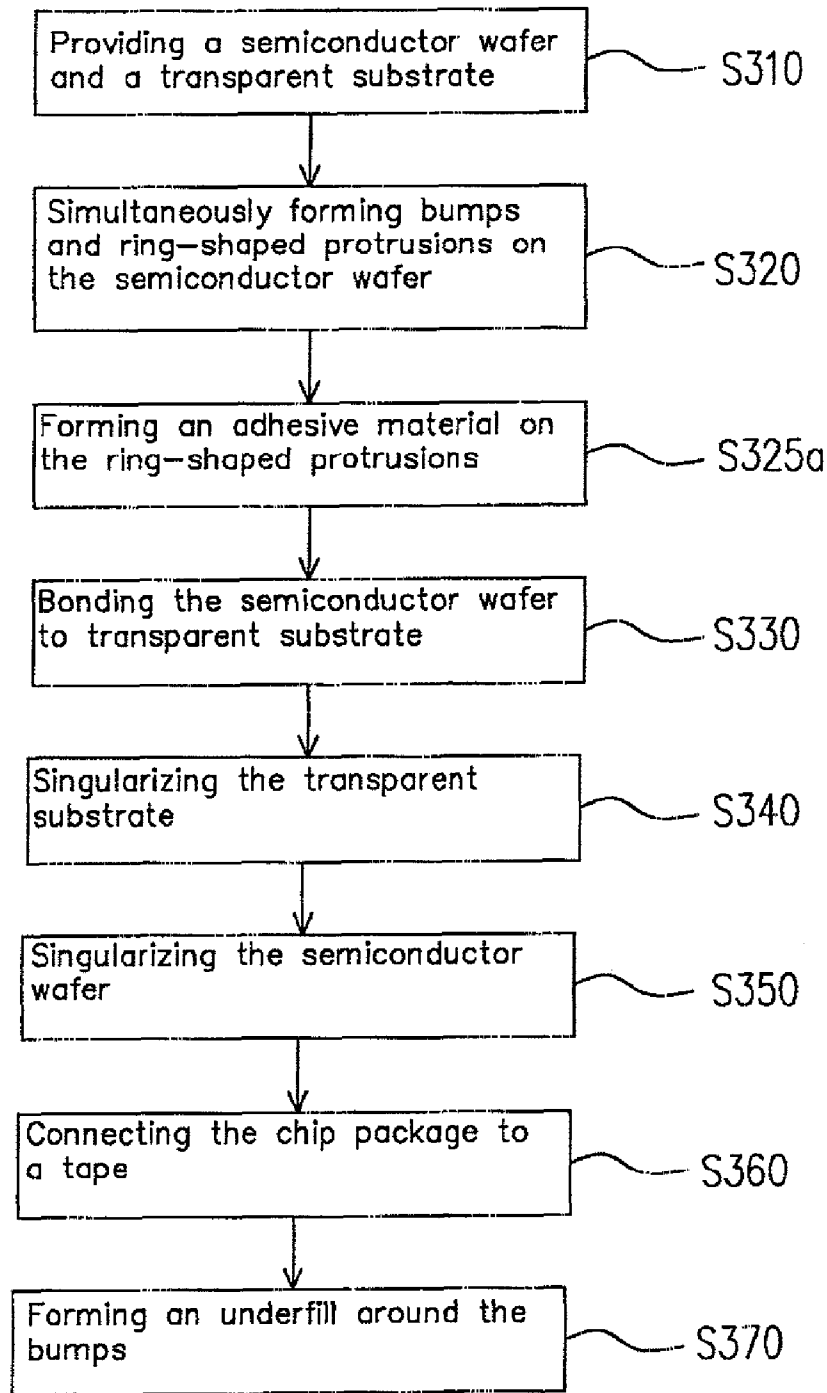 Providing a semiconductor wafer
and a transparent substrate
S310
Simultaneously forming bumps
and ring-shaped protrusions on
the semiconductor wafer
S320
Forming an adhesive material on
the ring-shaped protrusions
S325a
Bonding the semiconductor wafer
to transparent substrate
S330
Singularizing the transparent
substrate
S340
Singularizing the semiconductor
wafer
S350
Connecting the chip package to
a tape
S360
Forming an underfill around the
bumps
S370